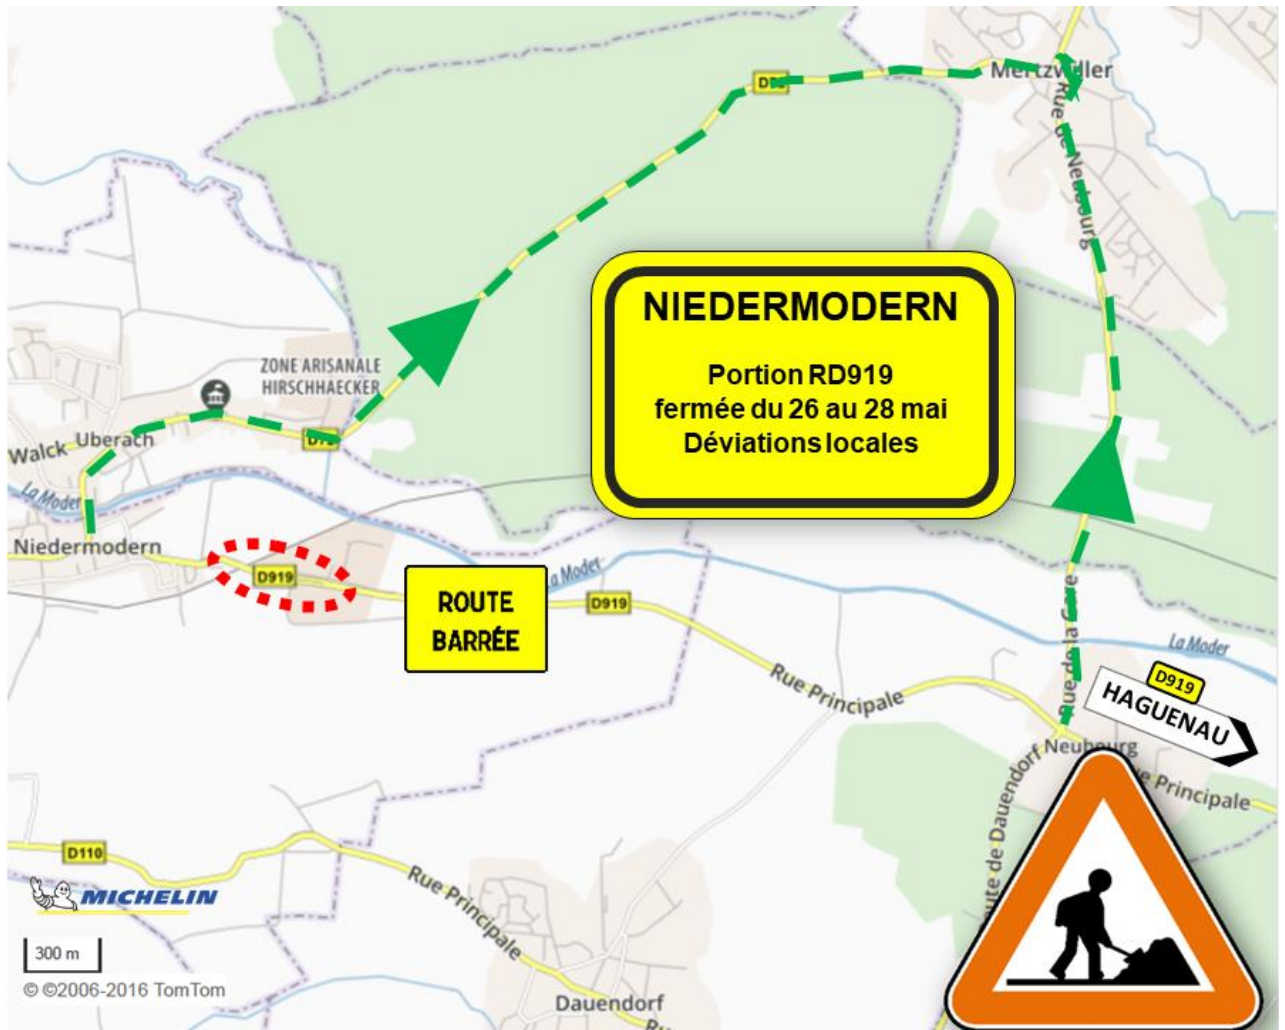 Mertzwiller
Rue de Neubourg
NIEDERMODERN
Portion RD919
fermée du 26 au 28 mai
Déviations locales
ZONE ARISANALE
HIRSCHHAECKER
Walck
Uberach
La Moder
Niedermodern
D919
ROUTE
BARRÉE
La Moder
D919
Rue de la Gare
La Moder
D919
HAGUENAU
Rue Principale
Neubourg
Rue Principale
Route de Dauendorf
D110
Rue Principale
MICHELIN
300 m
© ©2006-2016 TomTom
Dauendorf